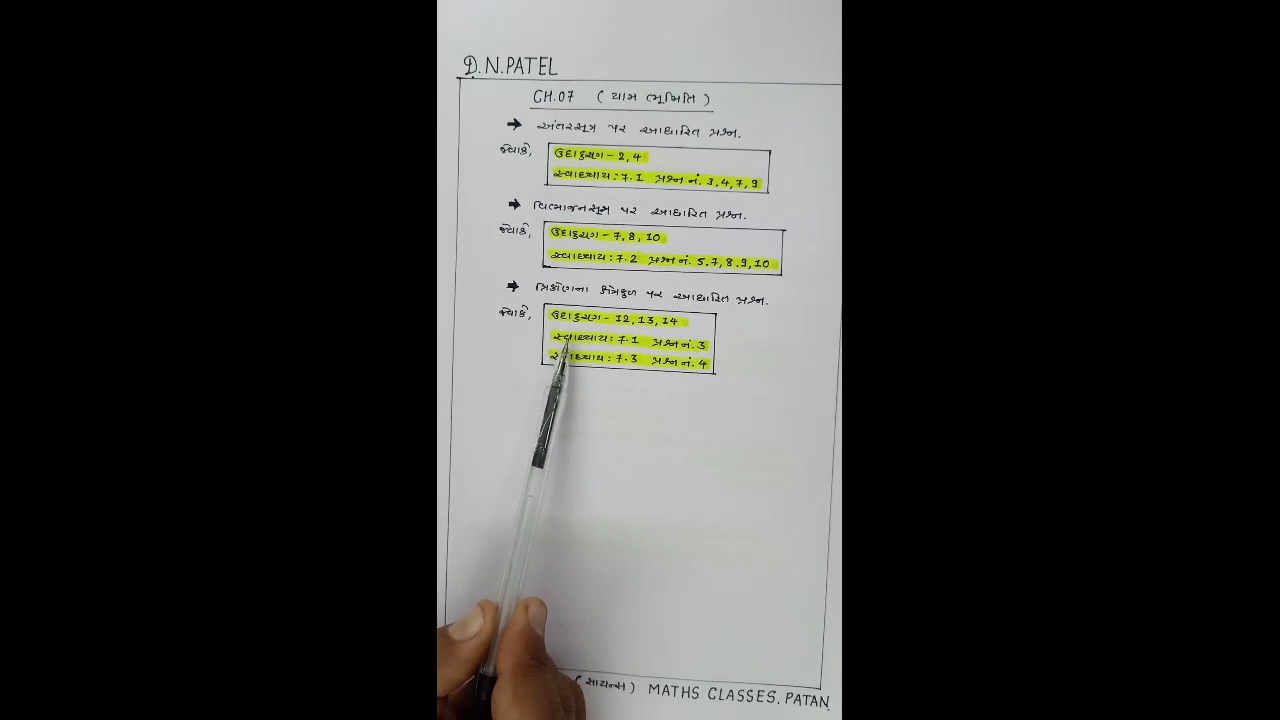 D.N.PATEL
CH.07 (યામ ભૂમિતિ)
➔ અંતરસૂત્ર પર આધારિત પ્રશ્ન.
જેવાકે,
ઉદાહરણ - 2, 4
સ્વાધ્યાય : 7.1 પ્રશ્ન નં. 3, 4, 7, 9
➔ વિભાજનસૂત્ર પર આધારિત પ્રશ્ન.
જેવાકે,
ઉદાહરણ - 7, 8, 10
સ્વાધ્યાય : 7.2 પ્રશ્ન નં. 5, 7, 8, 9, 10
➔ ત્રિકોણના ક્ષેત્રફળ પર આધારિત પ્રશ્ન.
જેવાકે,
ઉદાહરણ - 12, 13, 14
સ્વાધ્યાય : 7.1 પ્રશ્ન નં. 3
સ્વાધ્યાય : 7.3 પ્રશ્ન નં. 4
(સાયન્સ) MATHS CLASSES, PATAN